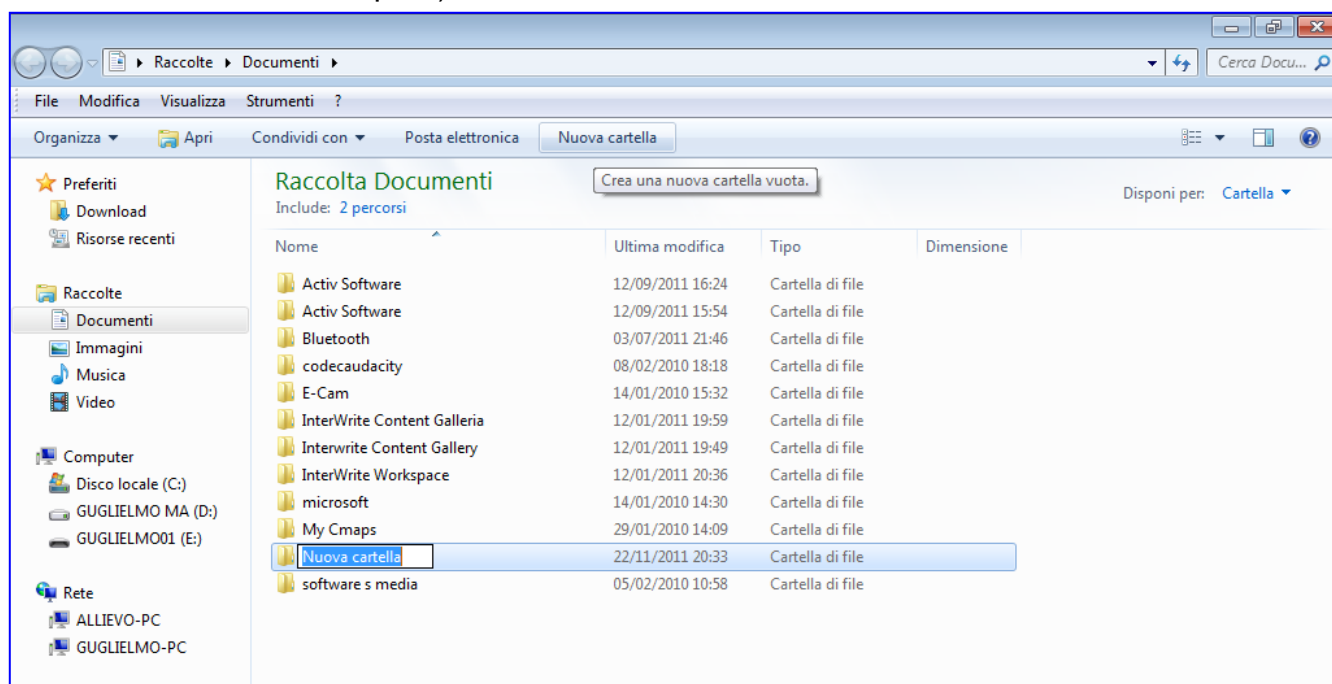 Raccolte Documenti
Cerca Docu...
File Modifica Visualizza Strumenti ?
Organizza Apri Condividi con Posta elettronica Nuova cartella
Crea una nuova cartella vuota.
Preferiti
Download
Risorse recenti
Raccolte
Documenti
Immagini
Musica
Video
Computer
Disco locale (C:)
GUGLIELMO MA (D:)
GUGLIELMO01 (E:)
Rete
ALLIEVO-PC
GUGLIELMO-PC
Raccolta Documenti
Include: 2 percorsi
Disponi per: Cartella
Nome Ultima modifica Tipo Dimensione
Activ Software 12/09/2011 16:24 Cartella di file
Activ Software 12/09/2011 15:54 Cartella di file
Bluetooth 03/07/2011 21:46 Cartella di file
codecaudacity 08/02/2010 18:18 Cartella di file
E-Cam 14/01/2010 15:32 Cartella di file
InterWrite Content Galleria 12/01/2011 19:59 Cartella di file
Interwrite Content Gallery 12/01/2011 19:49 Cartella di file
InterWrite Workspace 12/01/2011 20:36 Cartella di file
microsoft 14/01/2010 14:30 Cartella di file
My Cmaps 29/01/2010 14:09 Cartella di file
Nuova cartella 22/11/2011 20:33 Cartella di file
software s media 05/02/2010 10:58 Cartella di file